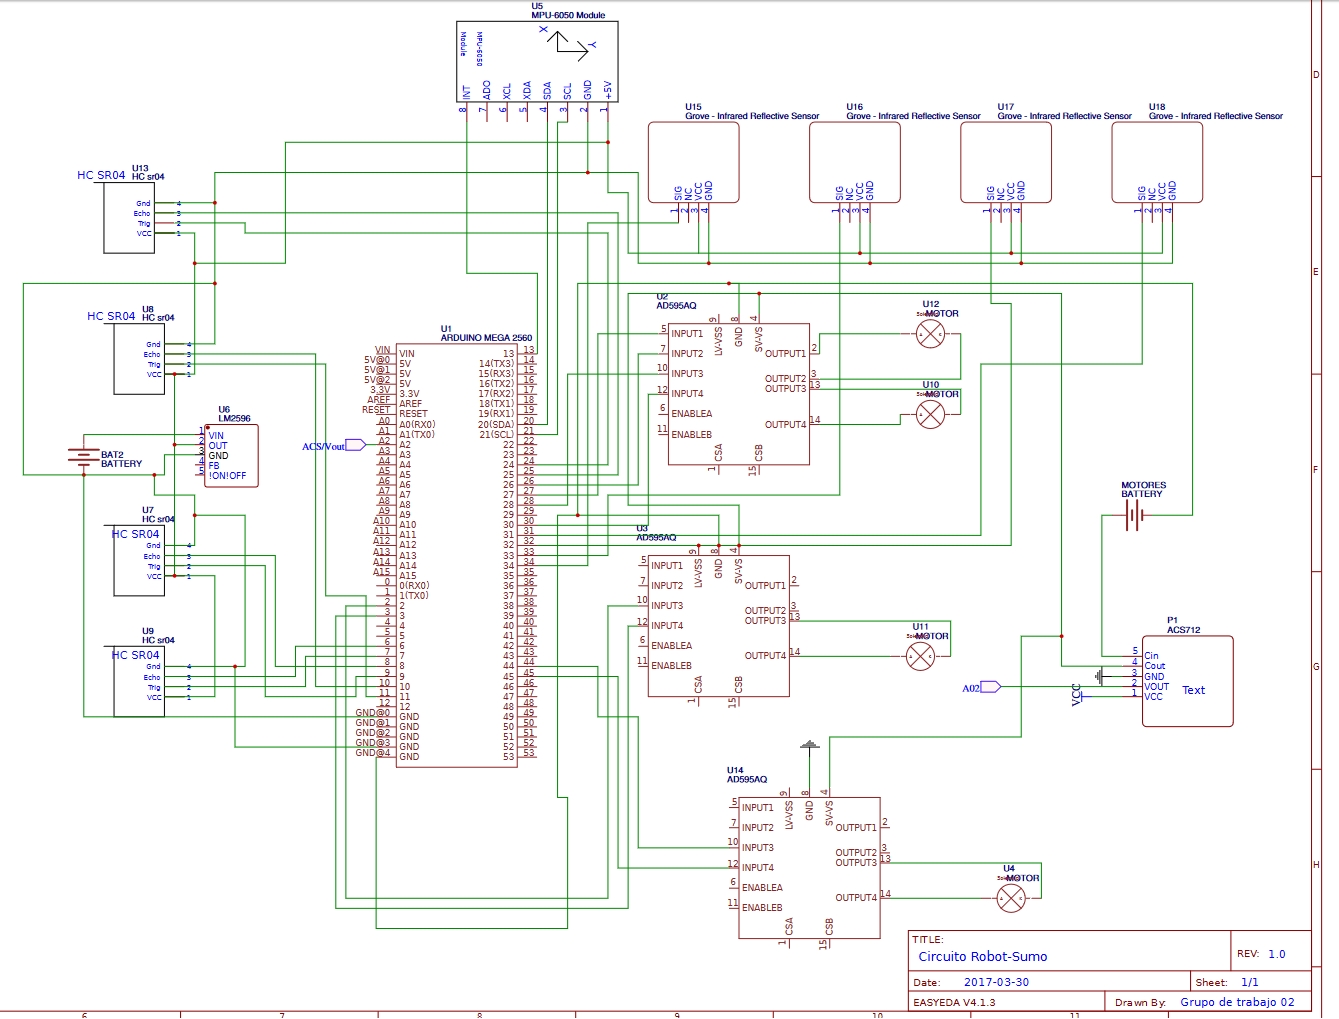 U5
MPU-6050 Module
Module
MPU-6050
X
Y
INT
ADO
XCL
XDA
SDA
SCL
GND
+5V
8
7
6
5
4
3
2
1
U15
Grove - Infrared Reflective Sensor
SIG
NC
VCC
GND
1
2
3
4
U16
Grove - Infrared Reflective Sensor
SIG
NC
VCC
GND
1
2
3
4
U17
Grove - Infrared Reflective Sensor
SIG
NC
VCC
GND
1
2
3
4
U18
Grove - Infrared Reflective Sensor
SIG
NC
VCC
GND
1
2
3
4
HC SR04
U13
HC sr04
Gnd 4
Echo 3
Trig 2
VCC 1
HC SR04
U8
HC sr04
Gnd 4
Echo 3
Trig 2
VCC 1
U6
LM2596
1 VIN
2 OUT
3 GND
4 FB
5 !ON!OFF
BAT2
BATTERY
U7
HC sr04
HC SR04
Gnd 4
Echo 3
Trig 2
VCC 1
U9
HC sr04
HC SR04
Gnd 4
Echo 3
Trig 2
VCC 1
ACS/Vout
U1
ARDUINO MEGA 2560
VIN VIN 13 13
5V@0 5V 14(TX3) 14
5V@1 5V 15(RX3) 15
5V@2 5V 16(TX2) 16
3.3V 3.3V 17(RX2) 17
AREF AREF 18(TX1) 18
RESET RESET 19(RX1) 19
A0 A0(RX0) 20(SDA) 20
A1 A1(TX0) 21(SCL) 21
A2 A2 22 22
A3 A3 23 23
A4 A4 24 24
A5 A5 25 25
A6 A6 26 26
A7 A7 27 27
A8 A8 28 28
A9 A9 29 29
A10 A10 30 30
A11 A11 31 31
A12 A12 32 32
A13 A13 33 33
A14 A14 34 34
A15 A15 35 35
0 0(RX0) 36 36
1 1(TX0) 37 37
2 2 38 38
3 3 39 39
4 4 40 40
5 5 41 41
6 6 42 42
7 7 43 43
8 8 44 44
9 9 45 45
10 10 46 46
11 11 47 47
12 12 48 48
GND@0 GND 49 49
GND@1 GND 50 50
GND@2 GND 51 51
GND@3 GND 52 52
GND@4 GND 53 53
U2
AD595AQ
9 8 4
LV-VSS GND SV-VS
5 INPUT1
7 INPUT2
10 INPUT3
12 INPUT4
6 ENABLEA
11 ENABLEB
OUTPUT1 2
OUTPUT2 3
OUTPUT3 13
OUTPUT4 14
CSA CSB
1 15
U12
MOTOR
A C
U10
MOTOR
A C
U3
AD595AQ
9 8 4
LV-VSS GND SV-VS
5 INPUT1
7 INPUT2
10 INPUT3
12 INPUT4
6 ENABLEA
11 ENABLEB
OUTPUT1 2
OUTPUT2 3
OUTPUT3 13
OUTPUT4 14
CSA CSB
1 15
U11
MOTOR
A C
MOTORES
BATTERY
P1
ACS712
5 Cin
4 Cout
3 GND
2 VOUT
1 VCC
Text
A02
VCC
U14
AD595AQ
9 8 4
LV-VSS GND SV-VS
5 INPUT1
7 INPUT2
10 INPUT3
12 INPUT4
6 ENABLEA
11 ENABLEB
OUTPUT1 2
OUTPUT2 3
OUTPUT3 13
OUTPUT4 14
CSA CSB
1 15
U4
MOTOR
A C
D
E
F
G
H
TITLE:
Circuito Robot-Sumo
REV: 1.0
Date: 2017-03-30
Sheet: 1/1
EASYEDA V4.1.3
Drawn By: Grupo de trabajo 02
6 7 8 9 10 11